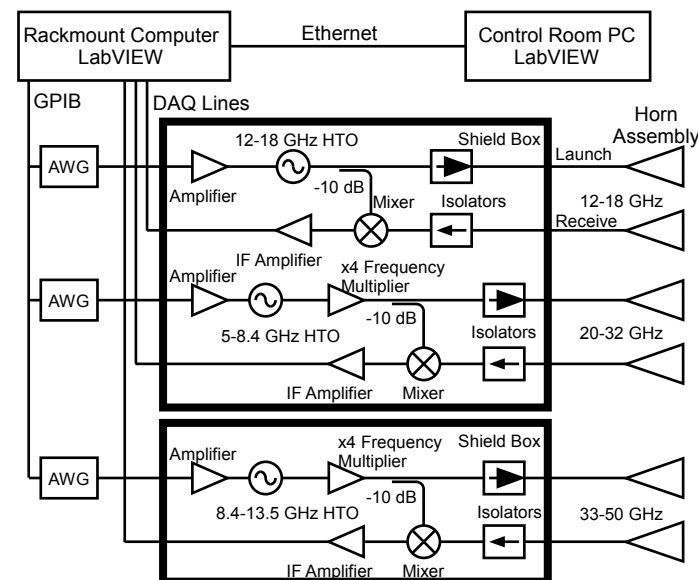 Rackmount Computer
LabVIEW
Ethernet
Control Room PC
LabVIEW
GPIB
DAQ Lines
Horn
Assembly
12-18 GHz HTO
Shield Box
AWG
Launch
Amplifier
-10 dB
Mixer
Isolators
12-18 GHz
Receive
IF Amplifier
x4 Frequency
Multiplier
Amplifier
AWG
-10 dB
5-8.4 GHz HTO
Isolators
20-32 GHz
IF Amplifier
Mixer
x4 Frequency
Multiplier
Shield Box
Amplifier
AWG
-10 dB
8.4-13.5 GHz HTO
Isolators
33-50 GHz
IF Amplifier
Mixer